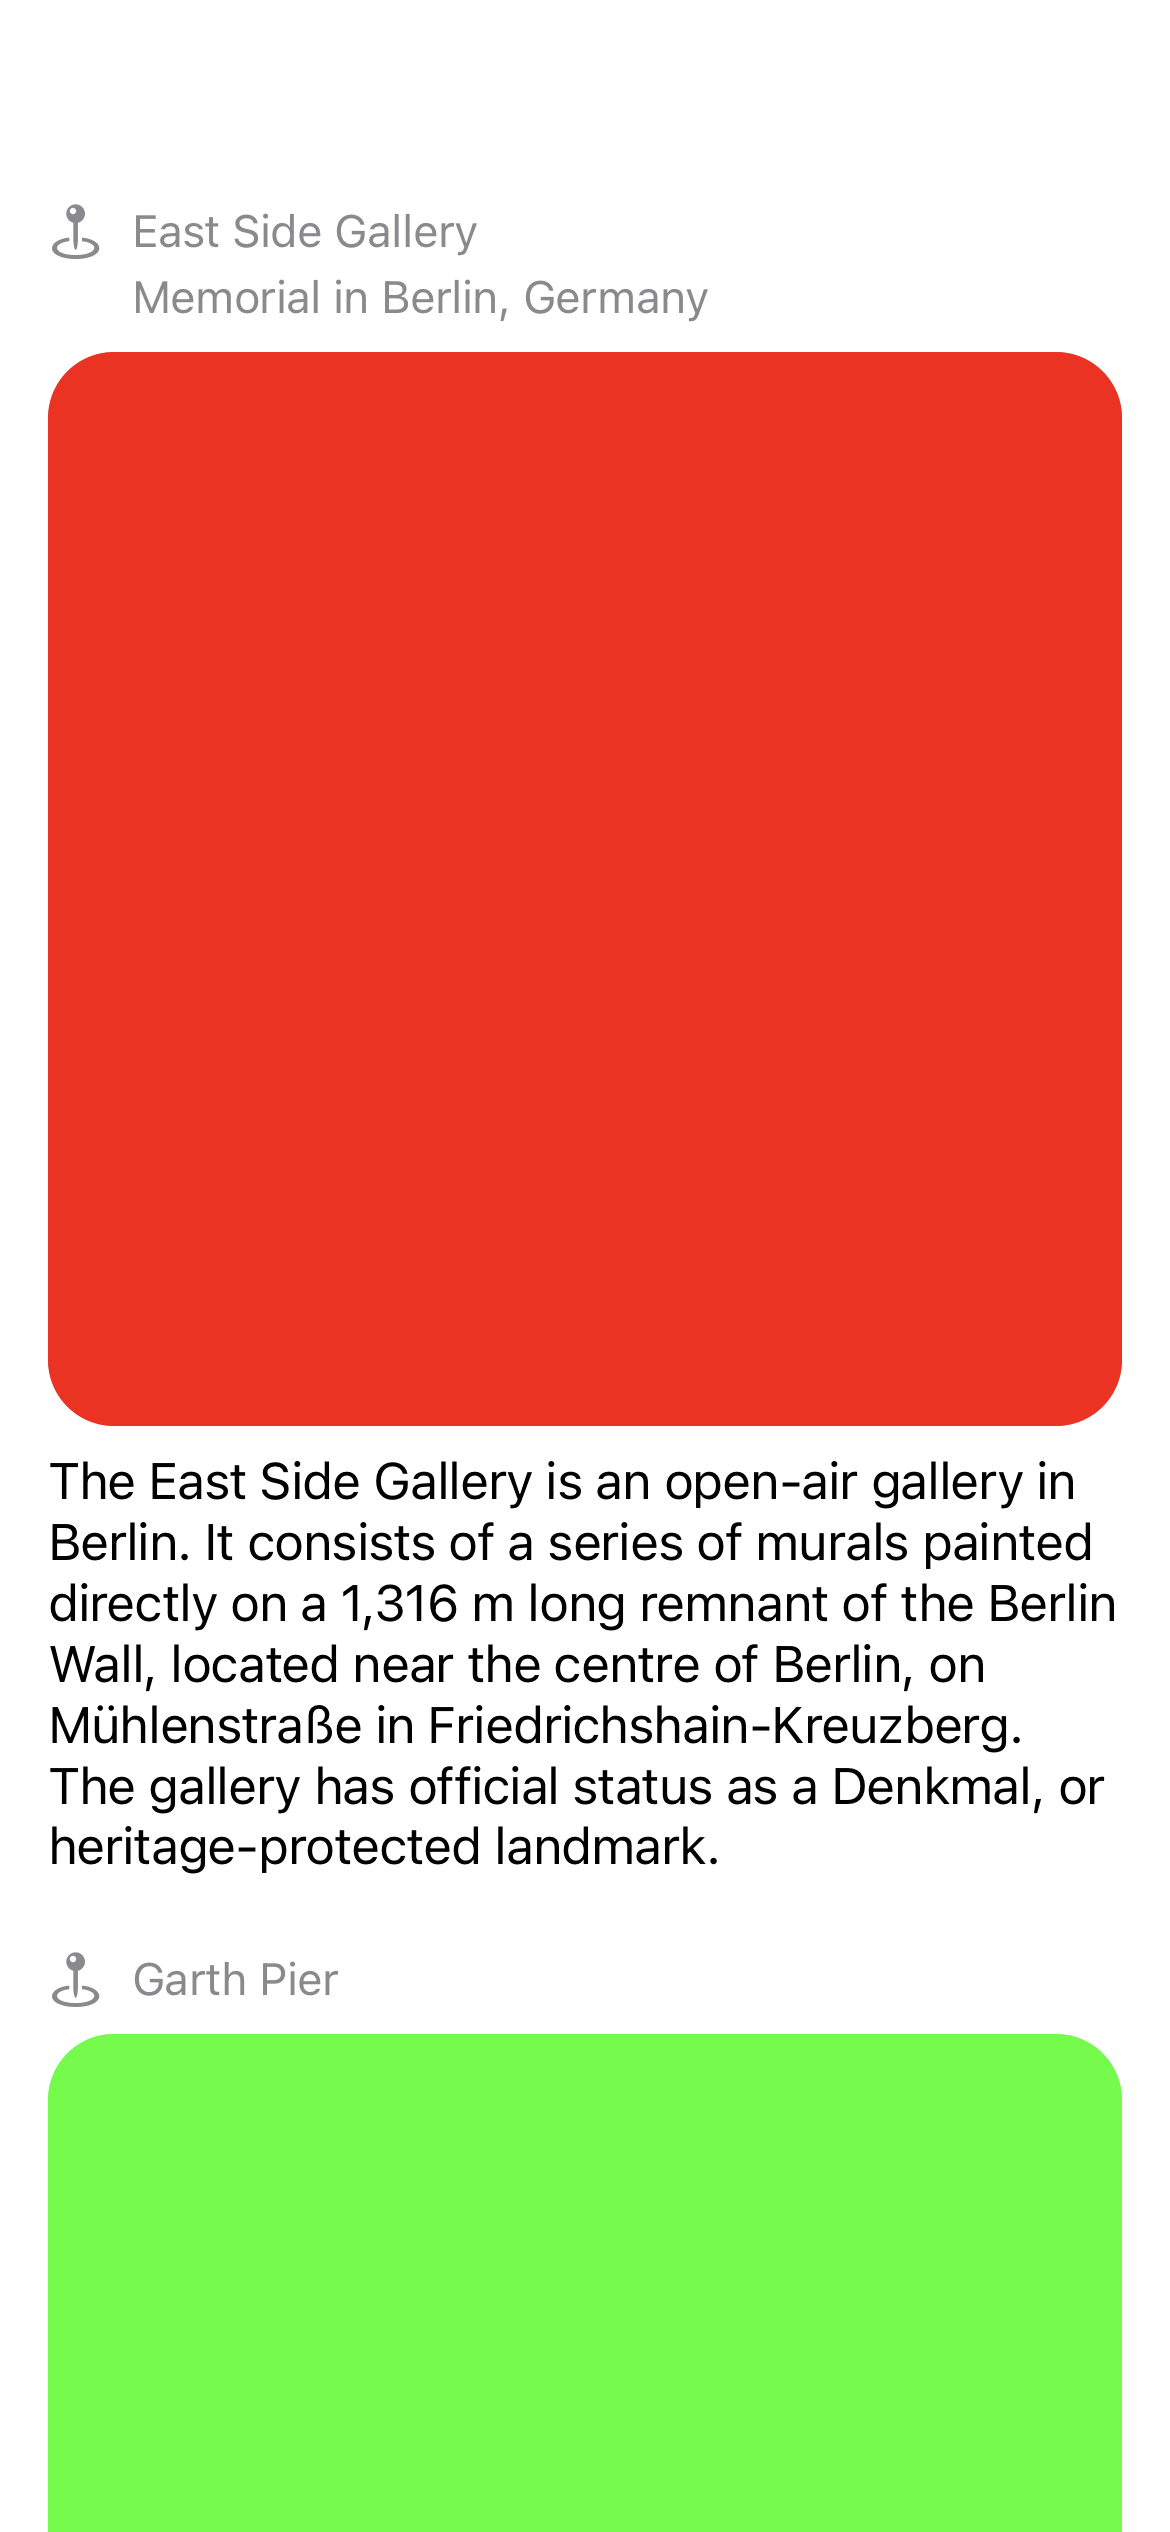 East Side Gallery
Memorial in Berlin, Germany
The East Side Gallery is an open-air gallery in
Berlin. It consists of a series of murals painted
directly on a 1,316 m long remnant of the Berlin
Wall, located near the centre of Berlin, on
Mühlenstraße in Friedrichshain-Kreuzberg.
The gallery has official status as a Denkmal, or
heritage-protected landmark.
Garth Pier